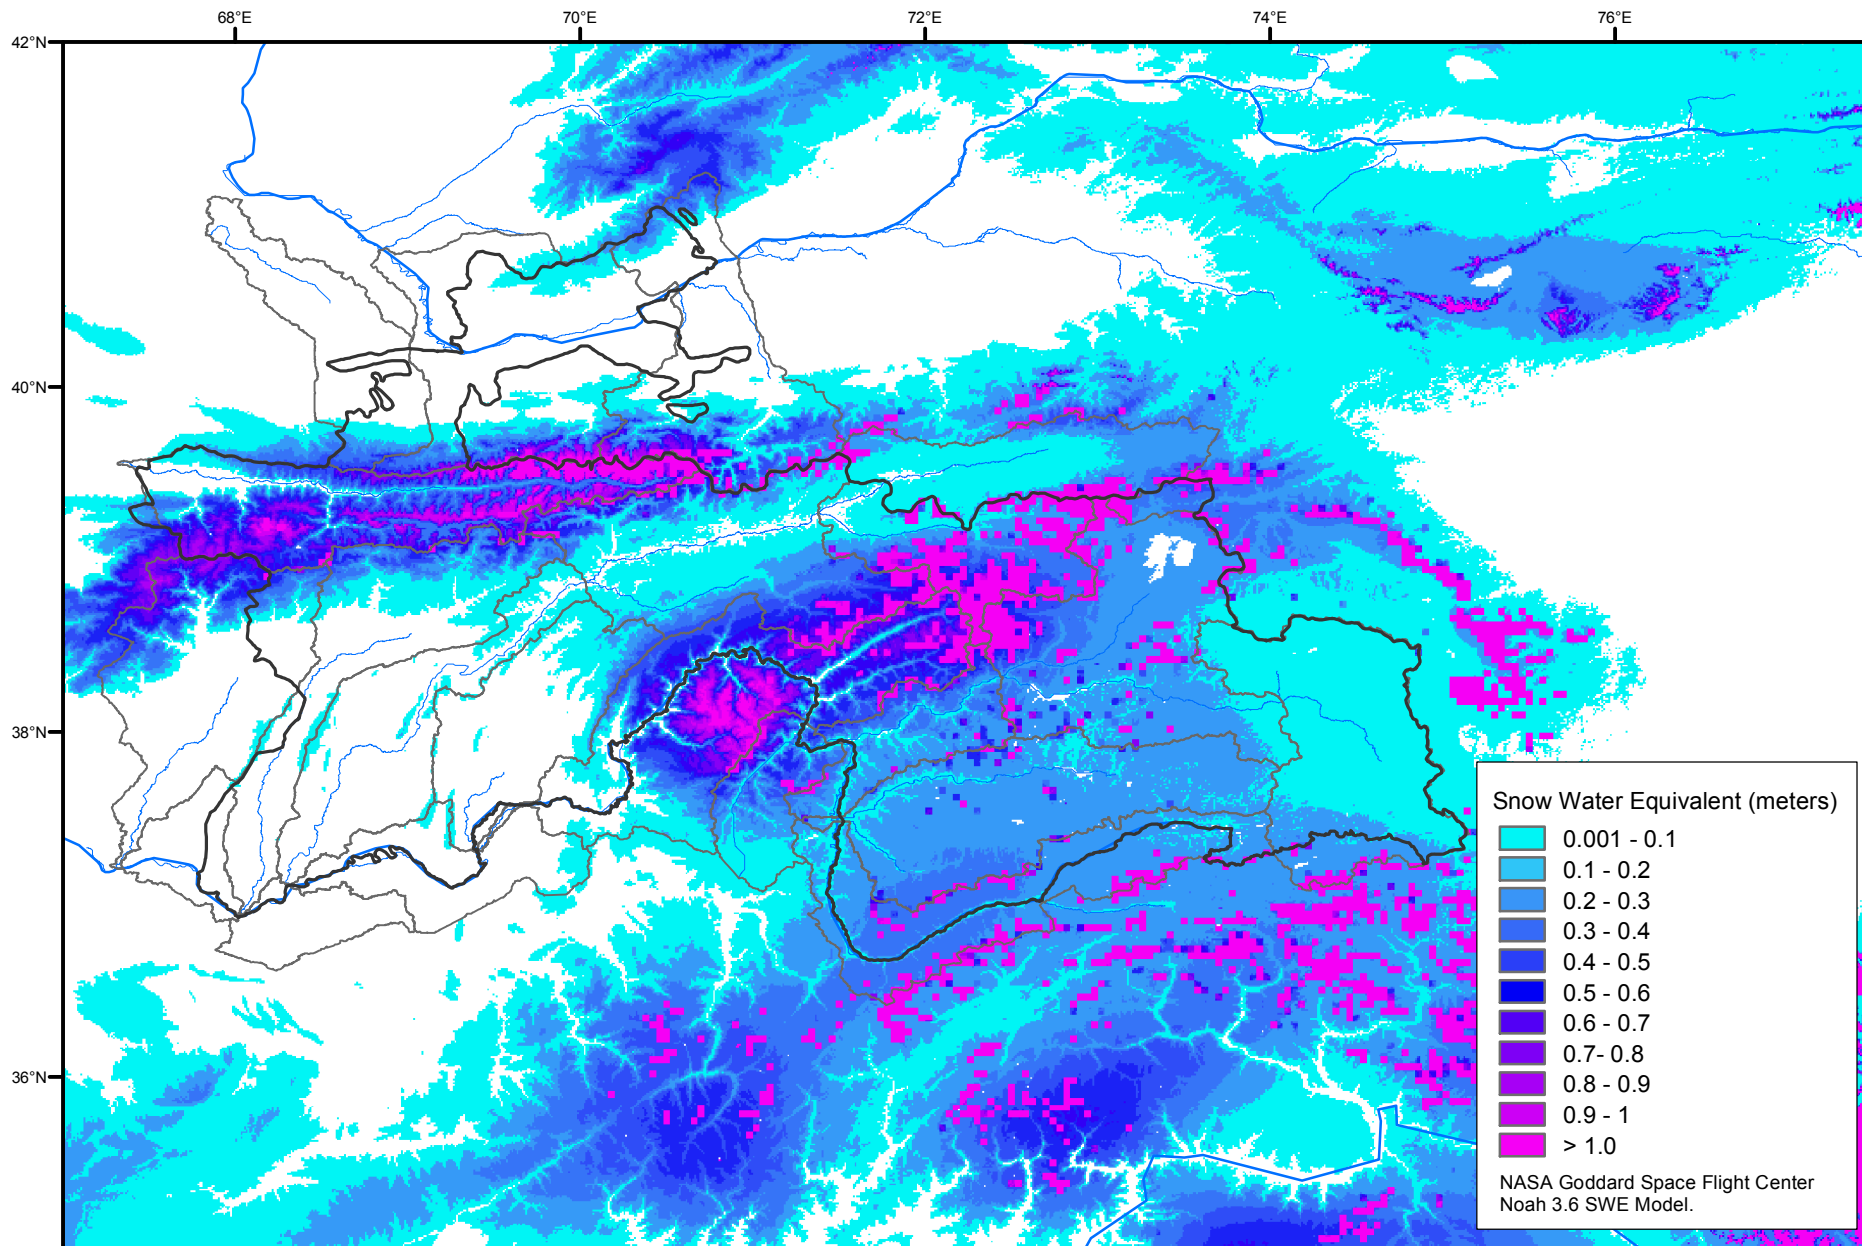 68°E
70°E
72°E
74°E
76°E
42°N
40°N
38°N
36°N
Snow Water Equivalent (meters)
0.001 - 0.1
0.1 - 0.2
0.2 - 0.3
0.3 - 0.4
0.4 - 0.5
0.5 - 0.6
0.6 - 0.7
0.7- 0.8
0.8 - 0.9
0.9 - 1
> 1.0
NASA Goddard Space Flight Center
Noah 3.6 SWE Model.